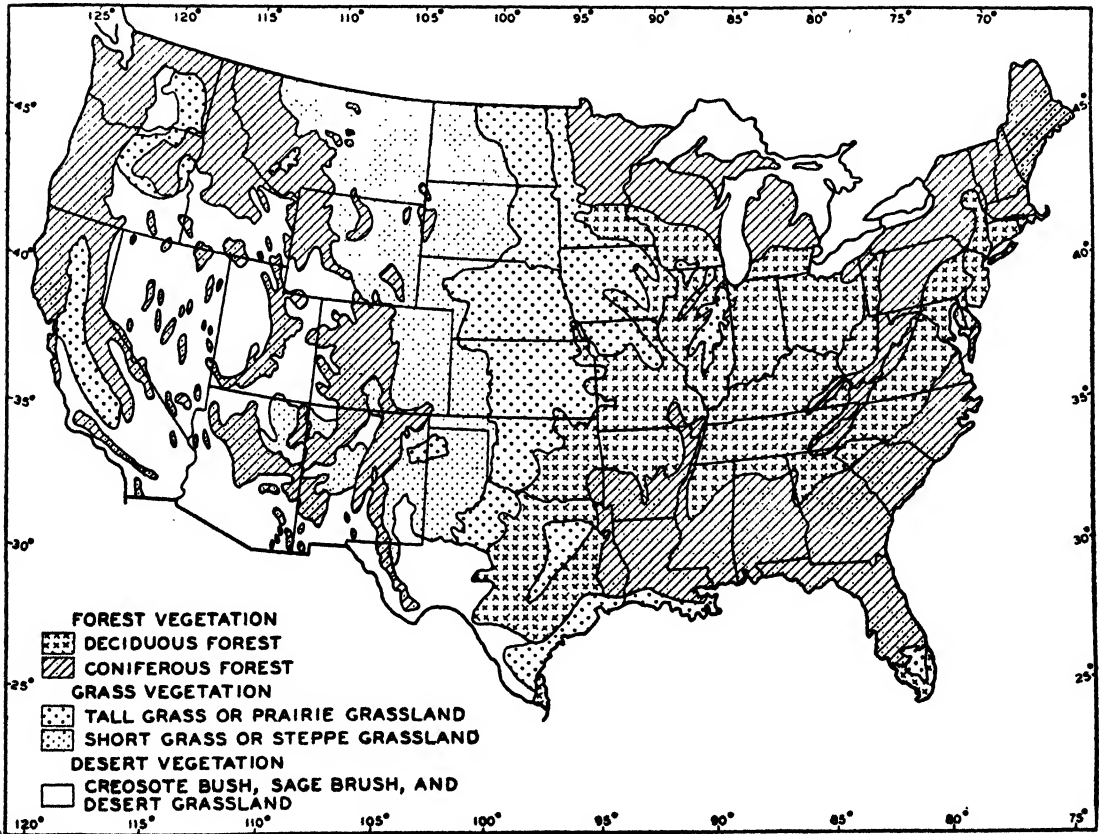 125° 120° 115° 110° 105° 100° 95° 90° 85° 80° 75° 70°
45° 45°
40° 40°
35° 35°
30° 30°
25° 25°
FOREST VEGETATION
DECIDUOUS FOREST
CONIFEROUS FOREST
GRASS VEGETATION
TALL GRASS OR PRAIRIE GRASSLAND
SHORT GRASS OR STEPPE GRASSLAND
DESERT VEGETATION
CREOSOTE BUSH, SAGE BRUSH, AND
DESERT GRASSLAND
120° 115° 110° 105° 100° 95° 90° 85° 80° 75°